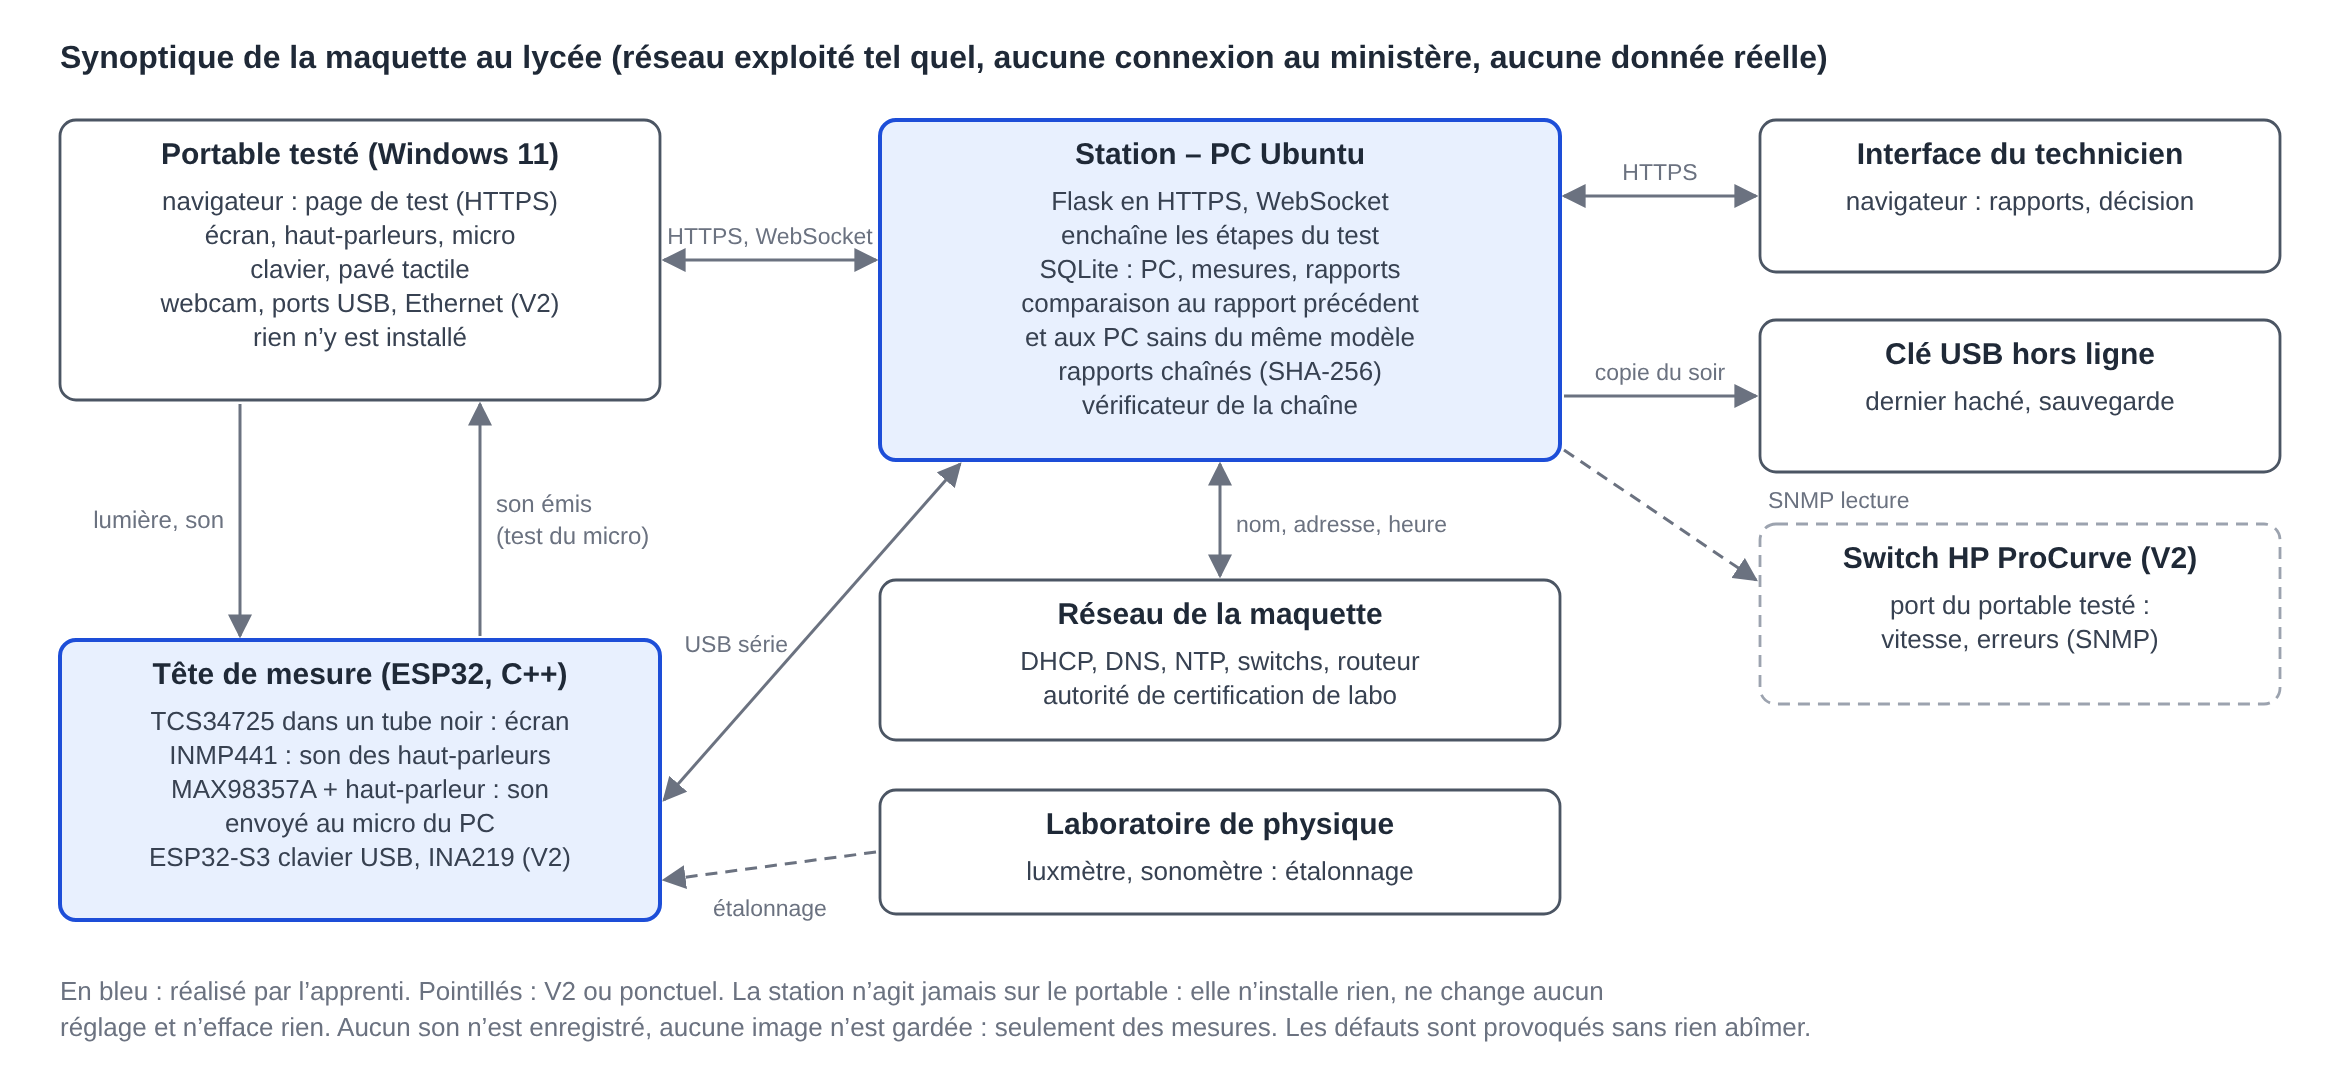 Synoptique de la maquette au lycée (réseau exploité tel quel, aucune connexion au ministère, aucune donnée réelle)
Portable testé (Windows 11)
navigateur : page de test (HTTPS)
écran, haut-parleurs, micro
clavier, pavé tactile
webcam, ports USB, Ethernet (V2)
rien n’y est installé
HTTPS, WebSocket
Station – PC Ubuntu
Flask en HTTPS, WebSocket
enchaîne les étapes du test
SQLite : PC, mesures, rapports
comparaison au rapport précédent
et aux PC sains du même modèle
rapports chaînés (SHA-256)
vérificateur de la chaîne
HTTPS
Interface du technicien
navigateur : rapports, décision
copie du soir
Clé USB hors ligne
dernier haché, sauvegarde
SNMP lecture
Switch HP ProCurve (V2)
port du portable testé :
vitesse, erreurs (SNMP)
lumière, son
son émis
(test du micro)
nom, adresse, heure
USB série
Réseau de la maquette
DHCP, DNS, NTP, switchs, routeur
autorité de certification de labo
Tête de mesure (ESP32, C++)
TCS34725 dans un tube noir : écran
INMP441 : son des haut-parleurs
MAX98357A + haut-parleur : son
envoyé au micro du PC
ESP32-S3 clavier USB, INA219 (V2)
Laboratoire de physique
luxmètre, sonomètre : étalonnage
étalonnage
En bleu : réalisé par l’apprenti. Pointillés : V2 ou ponctuel. La station n’agit jamais sur le portable : elle n’installe rien, ne change aucun
réglage et n’efface rien. Aucun son n’est enregistré, aucune image n’est gardée : seulement des mesures. Les défauts sont provoqués sans rien abîmer.